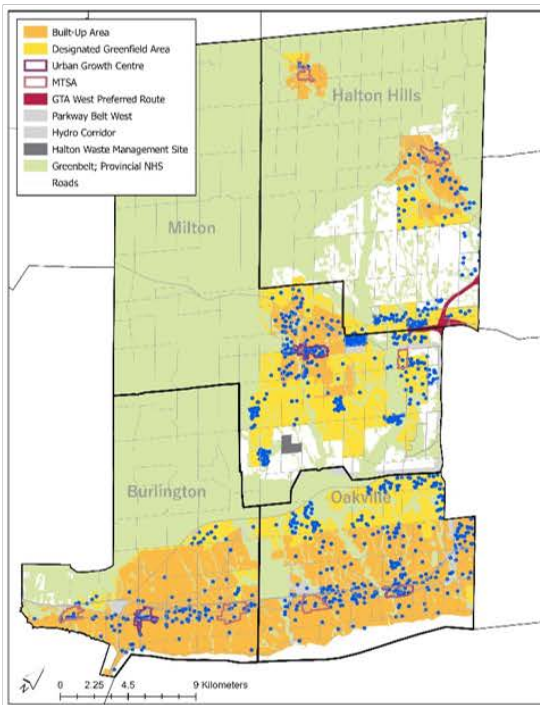 Built-Up Area
Designated Greenfield Area
Urban Growth Centre
MTSA
GTA West Preferred Route
Parkway Belt West
Hydro Corridor
Halton Waste Management Site
Greenbelt; Provincial NHS
Roads
Halton Hills
Milton
Burlington
Oakville
N
0 2.25 4.5 9 Kilometers